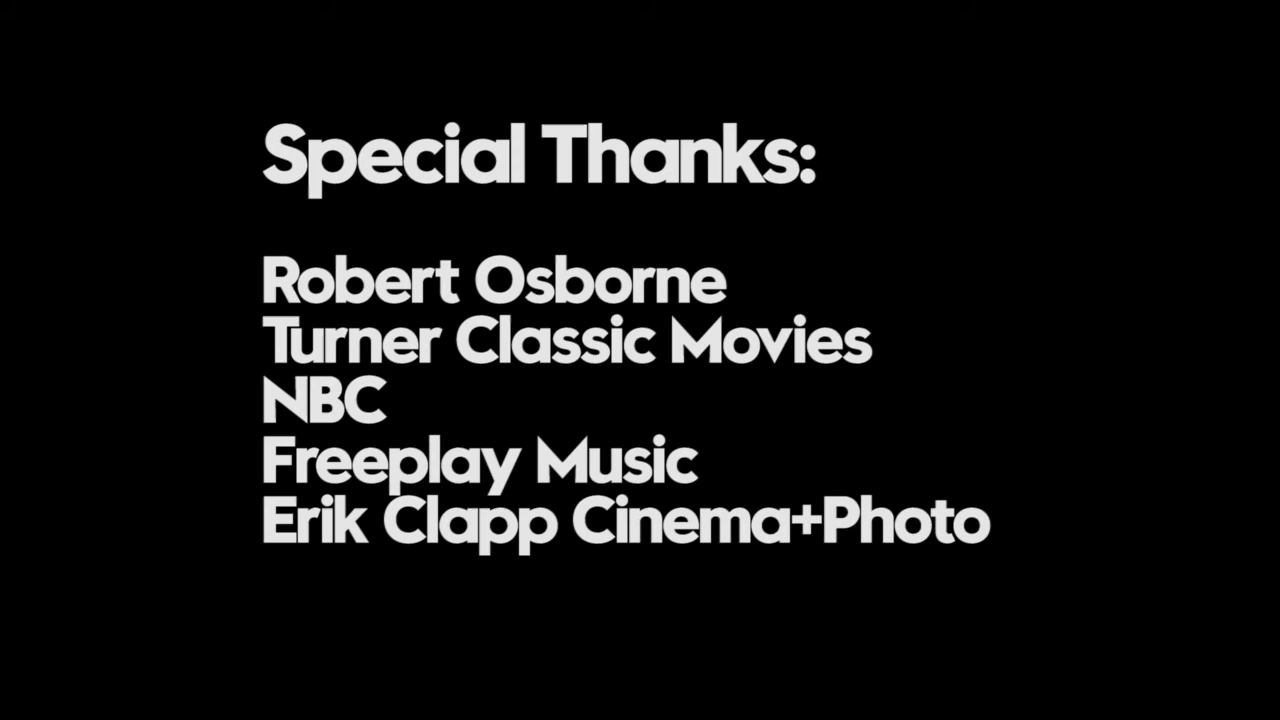 Special Thanks:
Robert Osborne
Turner Classic Movies
NBC
Freeplay Music
Erik Clapp Cinema+Photo